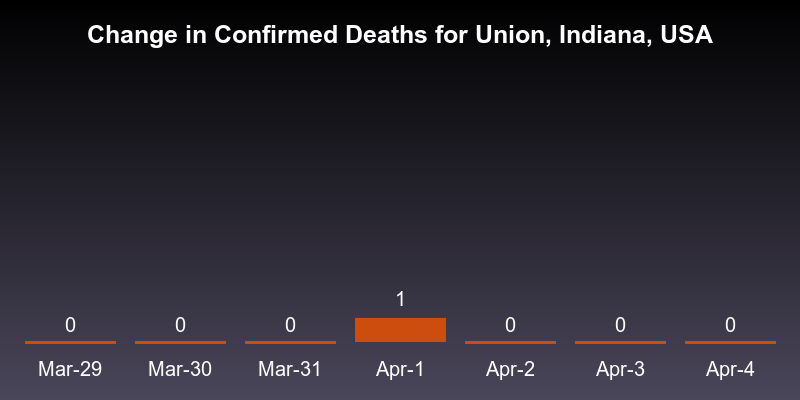 Change in Confirmed Deaths for Union, Indiana, USA
0 0 0 1 0 0 0
Mar-29 Mar-30 Mar-31 Apr-1 Apr-2 Apr-3 Apr-4